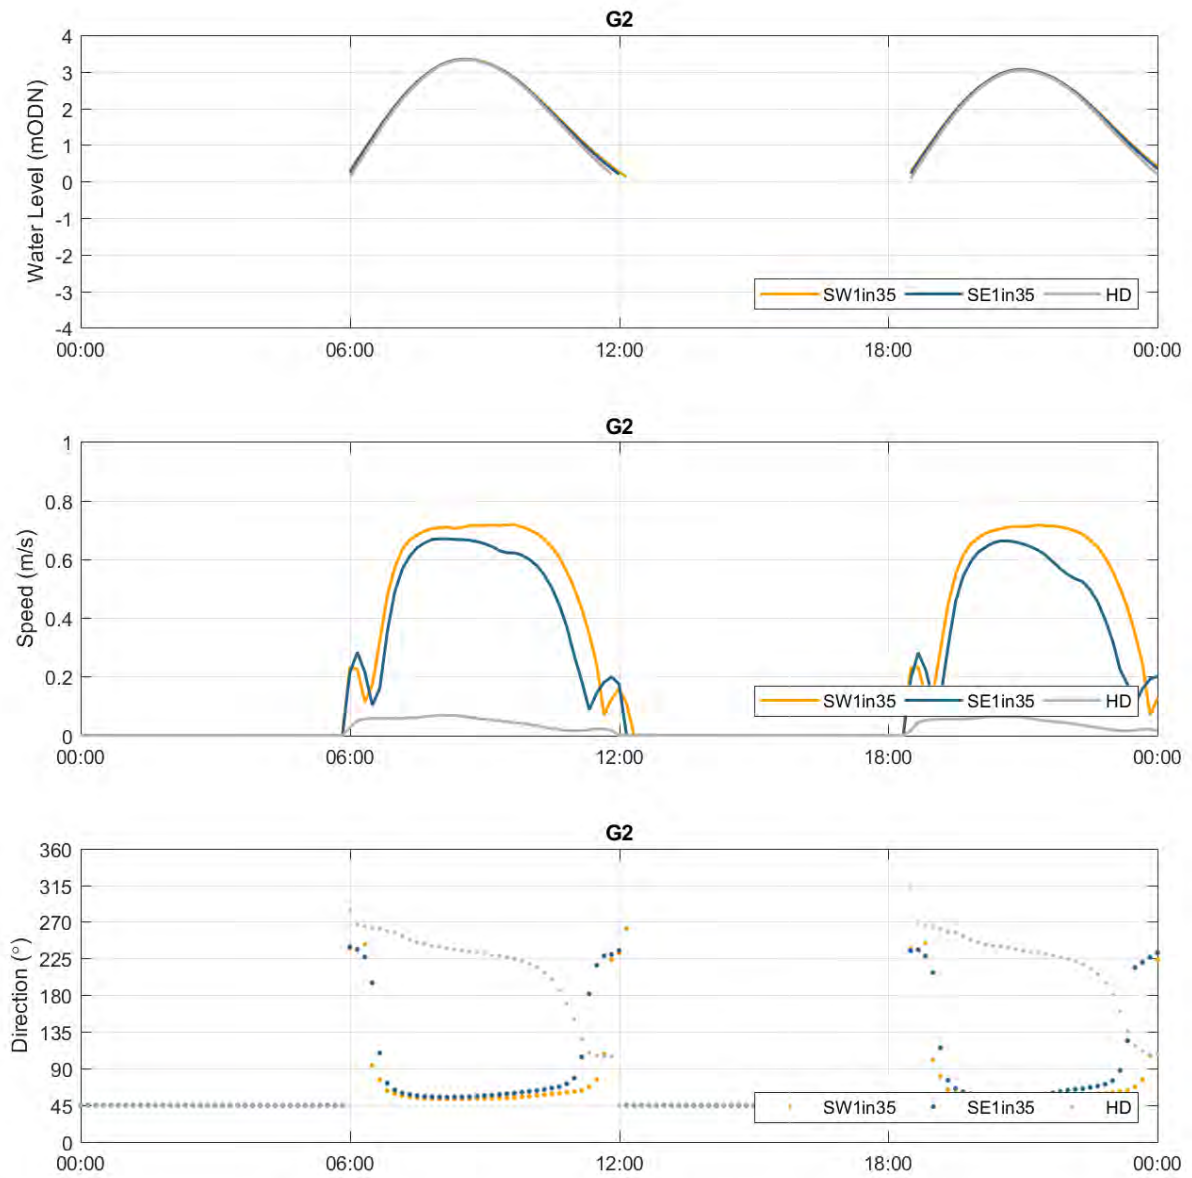 G2
4
3
2
1
0
-1
-2
-3
-4
Water Level (mODN)
SW1in35 SE1in35 HD
00:00 06:00 12:00 18:00 00:00
G2
1
0.8
0.6
0.4
0.2
0
Speed (m/s)
SW1in35 SE1in35 HD
00:00 06:00 12:00 18:00 00:00
G2
360
315
270
225
180
135
90
45
0
Direction (°)
SW1in35 SE1in35 HD
00:00 06:00 12:00 18:00 00:00